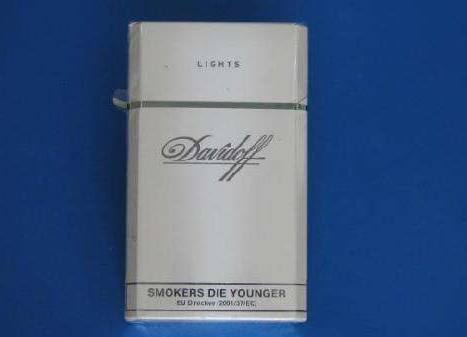 LIGHTS
Davidoff
SMOKERS DIE YOUNGER
EU Directive 2001/37/EC